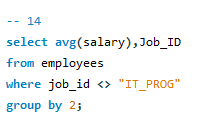 -- 14
select avg(salary),Job_ID
from employees
where job_id <> "IT_PROG"
group by 2;